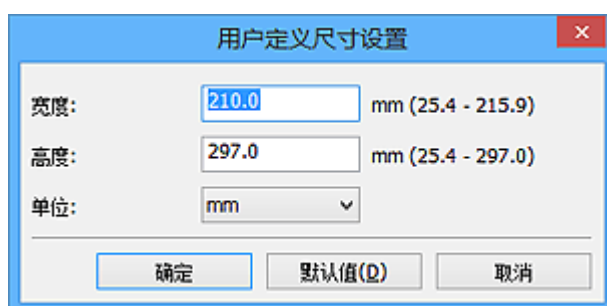 用户定义尺寸设置
宽度: 210.0 mm (25.4 - 215.9)
高度: 297.0 mm (25.4 - 297.0)
单位: mm
确定 默认值(D) 取消